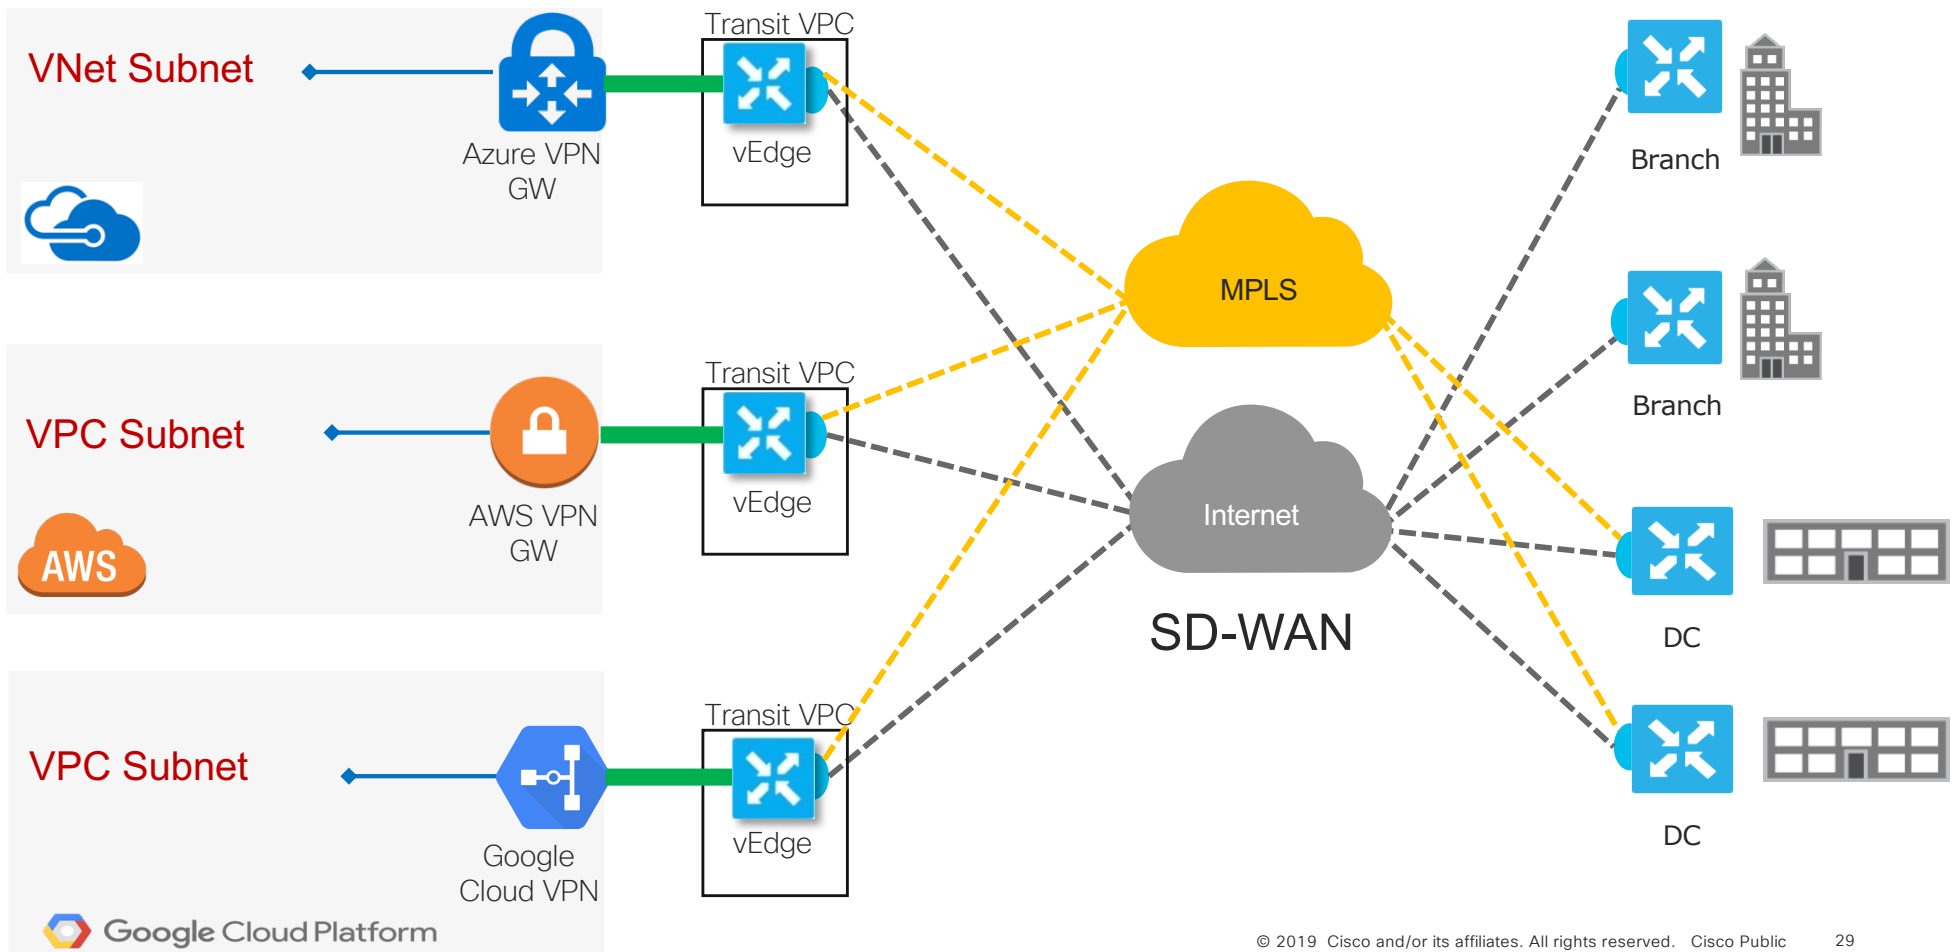 VNet Subnet
Azure VPN
GW
Transit VPC
vEdge
VPC Subnet
AWS
AWS VPN
GW
Transit VPC
vEdge
VPC Subnet
Google
Cloud VPN
Google Cloud Platform
Transit VPC
vEdge
MPLS
Internet
SD-WAN
Branch
Branch
DC
DC
© 2019 Cisco and/or its affiliates. All rights reserved. Cisco Public 29